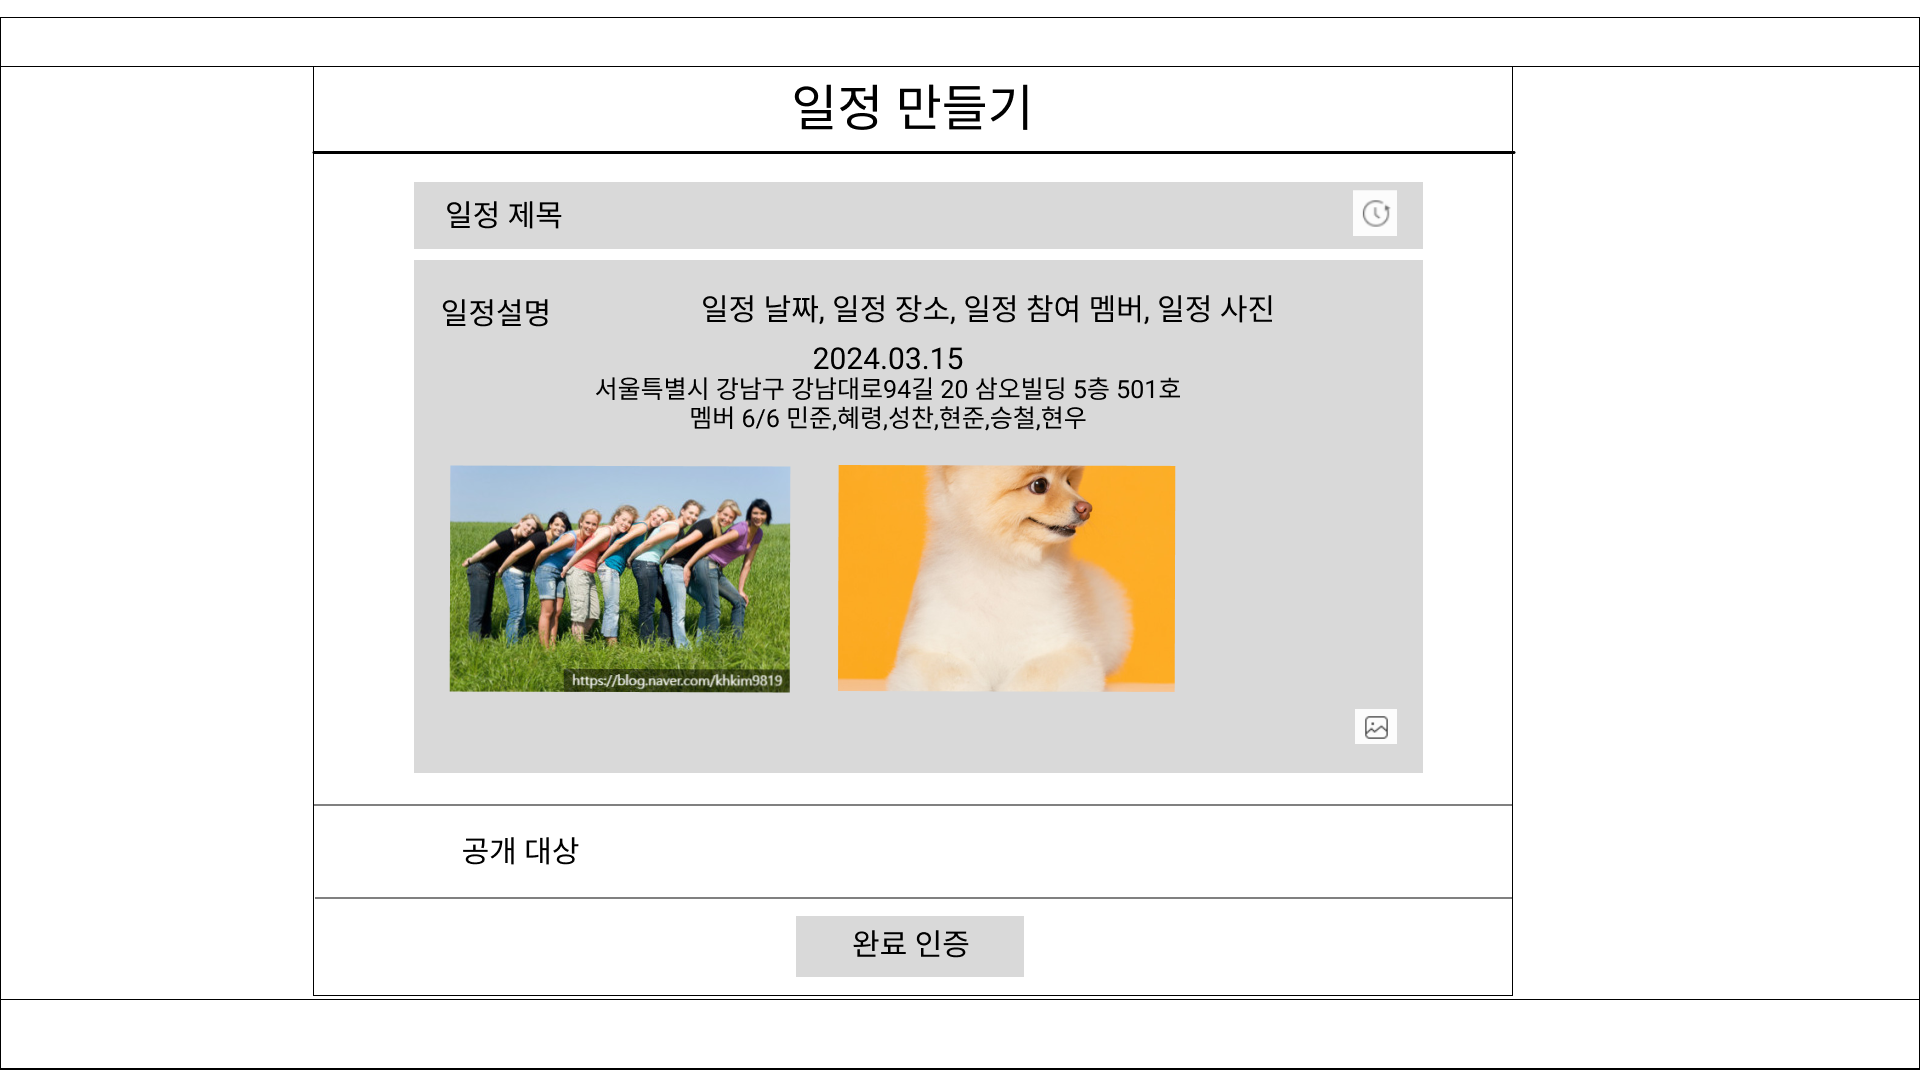 일정 만들기
일정 제목
일정설명
일정 날짜, 일정 장소, 일정 참여 멤버, 일정 사진
2024.03.15
서울특별시 강남구 강남대로94길 20 삼오빌딩 5층 501호
멤버 6/6 민준,혜령,성찬,현준,승철,현우
https://blog.naver.com/khkim9819
공개 대상
완료 인증